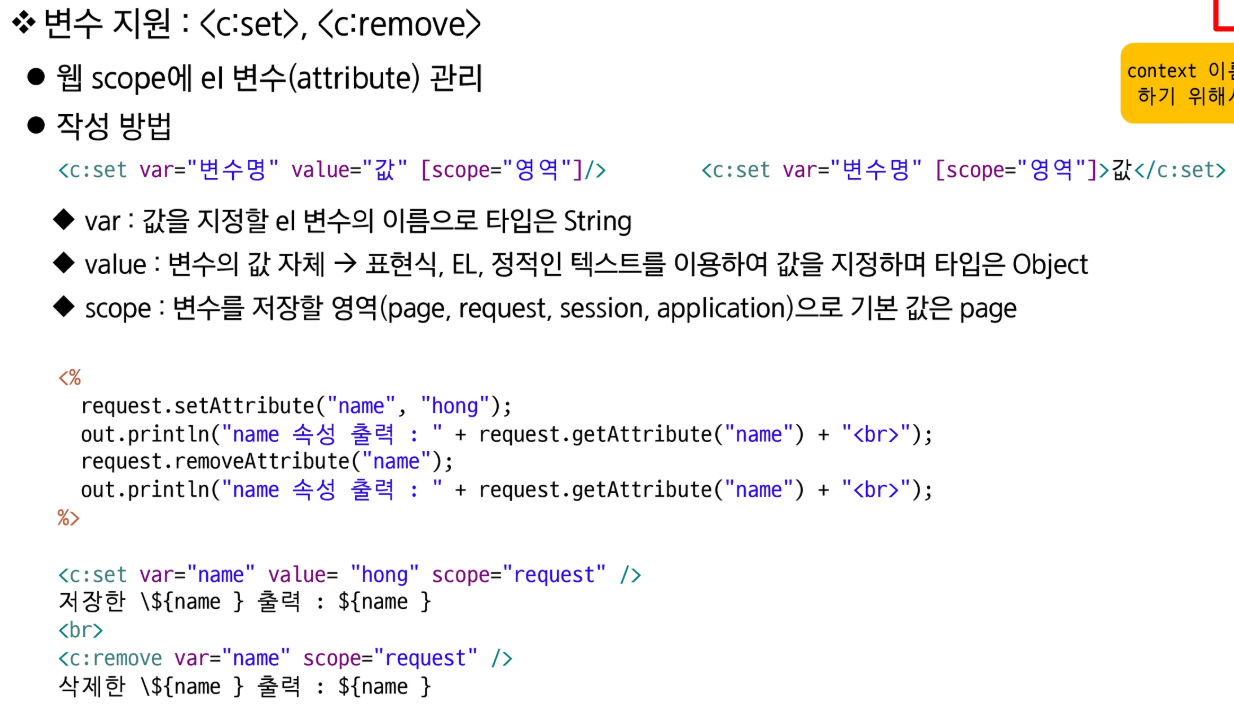 ❖ 변수 지원 : <c:set>, <c:remove>
● 웹 scope에 el 변수(attribute) 관리
context 이
하기 위해
● 작성 방법
<c:set var="변수명" value="값" [scope="영역"]/>
<c:set var="변수명" [scope="영역"]>값</c:set>
◆ var : 값을 지정할 el 변수의 이름으로 타입은 String
◆ value : 변수의 값 자체 → 표현식, EL, 정적인 텍스트를 이용하여 값을 지정하며 타입은 Object
◆ scope : 변수를 저장할 영역(page, request, session, application)으로 기본 값은 page
<%
request.setAttribute("name", "hong");
out.println("name 속성 출력 : " + request.getAttribute("name") + "<br>");
request.removeAttribute("name");
out.println("name 속성 출력 : " + request.getAttribute("name") + "<br>");
%>
<c:set var="name" value= "hong" scope="request" />
저장한 \${name } 출력 : ${name }
<br>
<c:remove var="name" scope="request" />
삭제한 \${name } 출력 : ${name }